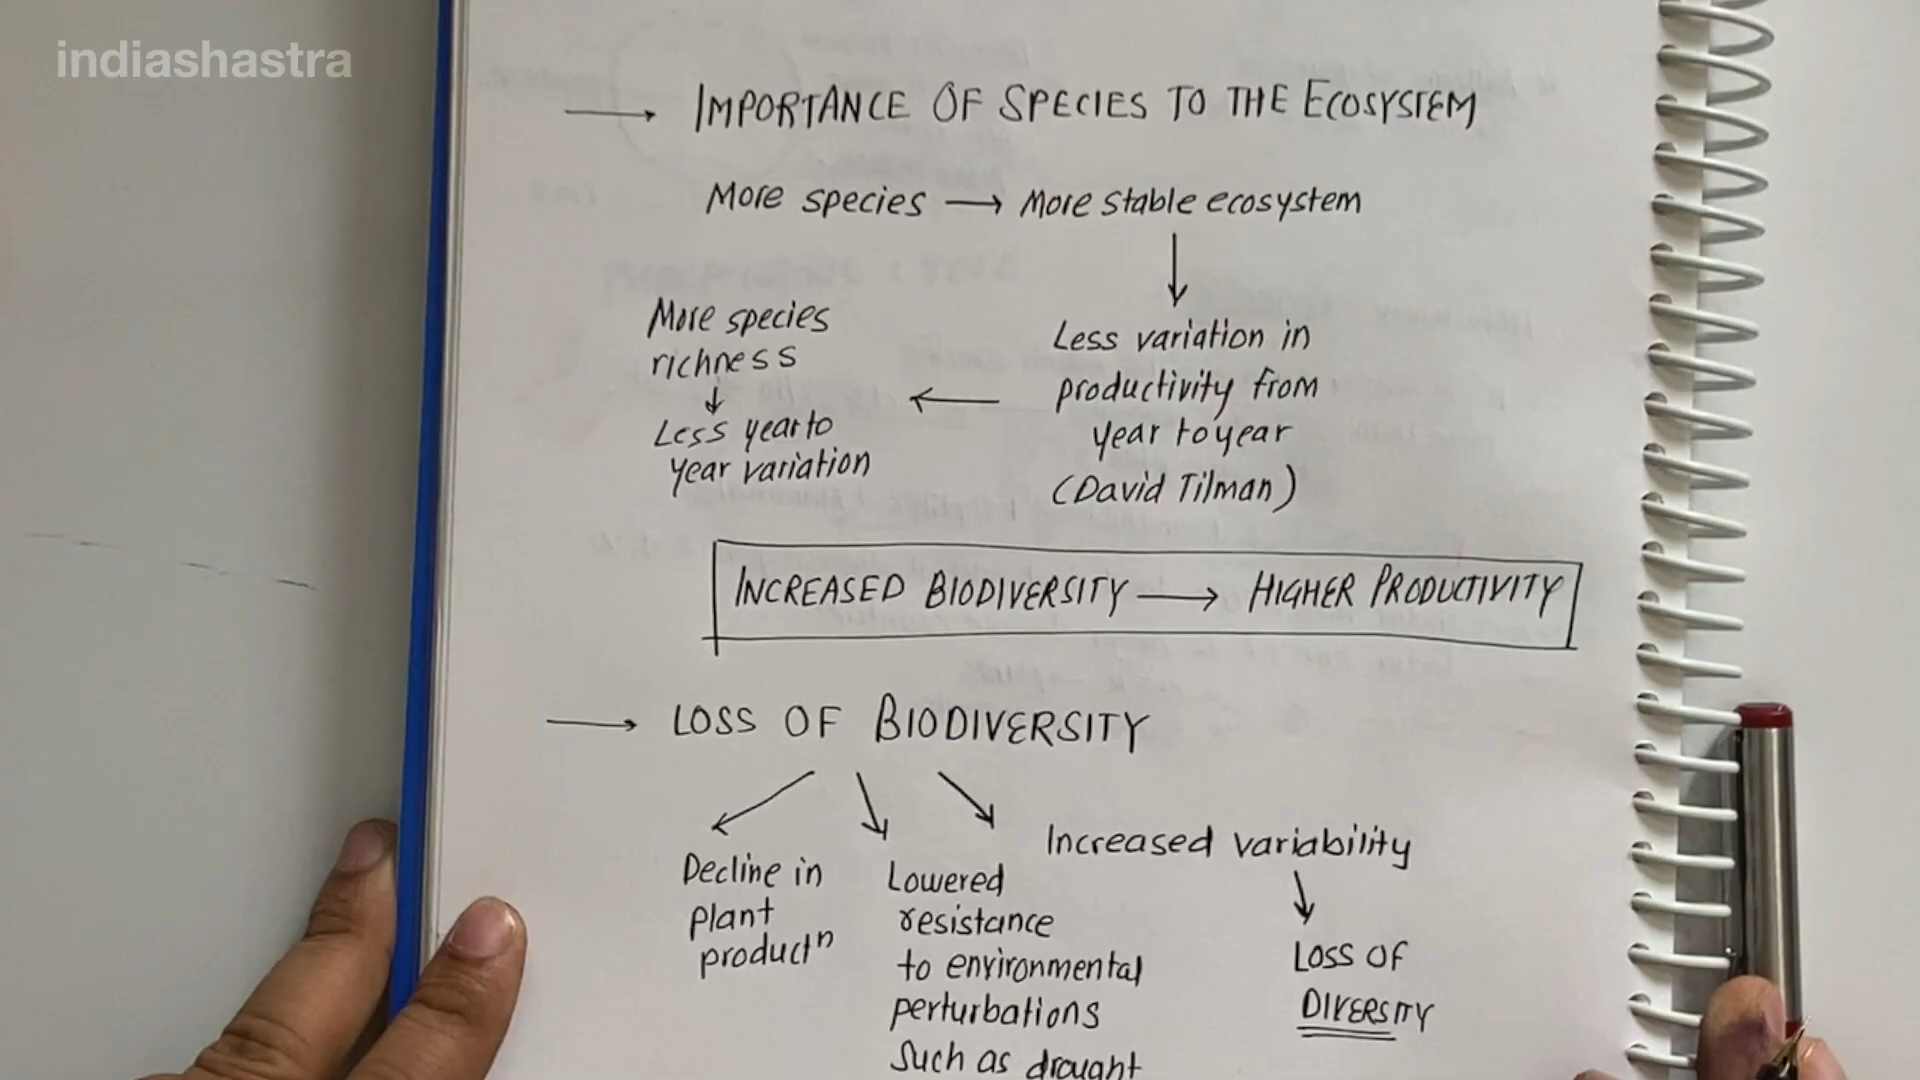 indiashastra
→ IMPORTANCE OF SPECIES TO THE ECOSYSTEM
More species → More stable ecosystem
↓
Less variation in
productivity from
year to year
(David Tilman)
←
More species
richness
↓
Less year to
year variation
INCREASED BIODIVERSITY → HIGHER PRODUCTIVITY
→ LOSS OF BIODIVERSITY
Decline in
plant
productⁿ
Lowered
resistance
to environmental
perturbations
such as drought
Increased variability
↓
LOSS OF
DIVERSITY